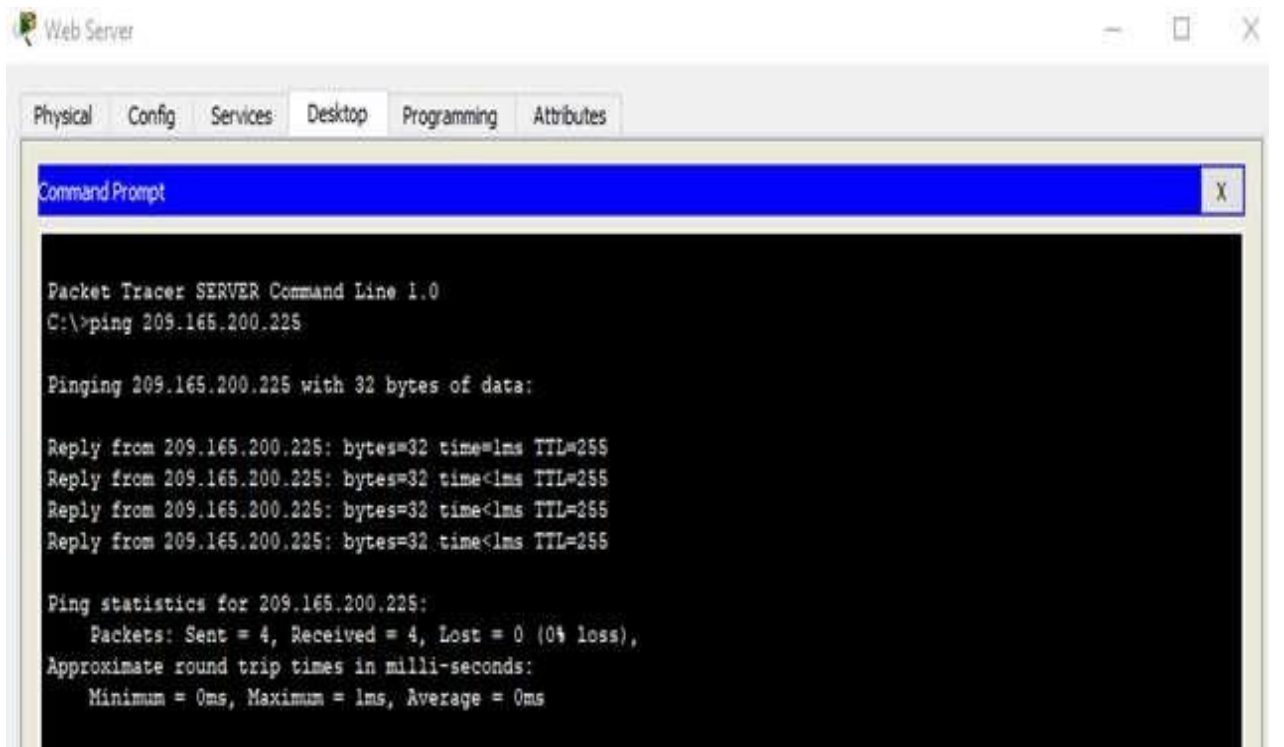 Web Server
Physical Config Services Desktop Programming Attributes
Command Prompt X
Packet Tracer SERVER Command Line 1.0
C:\>ping 209.165.200.225
Pinging 209.165.200.225 with 32 bytes of data:
Reply from 209.165.200.225: bytes=32 time=1ms TTL=255
Reply from 209.165.200.225: bytes=32 time<1ms TTL=255
Reply from 209.165.200.225: bytes=32 time<1ms TTL=255
Reply from 209.165.200.225: bytes=32 time<1ms TTL=255
Ping statistics for 209.165.200.225:
Packets: Sent = 4, Received = 4, Lost = 0 (0% loss),
Approximate round trip times in milli-seconds:
Minimum = 0ms, Maximum = 1ms, Average = 0ms